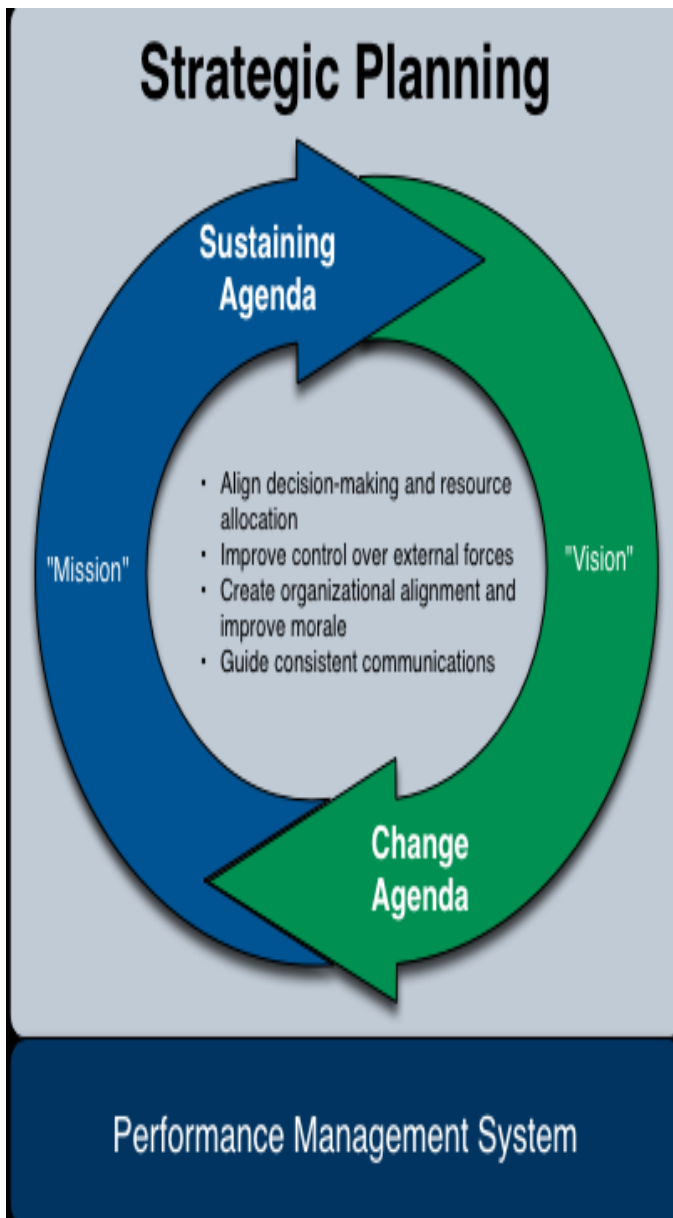 Strategic Planning
Sustaining
Agenda
• Align decision-making and resource
allocation
• Improve control over external forces
• Create organizational alignment and
improve morale
• Guide consistent communications
"Mission"
"Vision"
Change
Agenda
Performance Management System